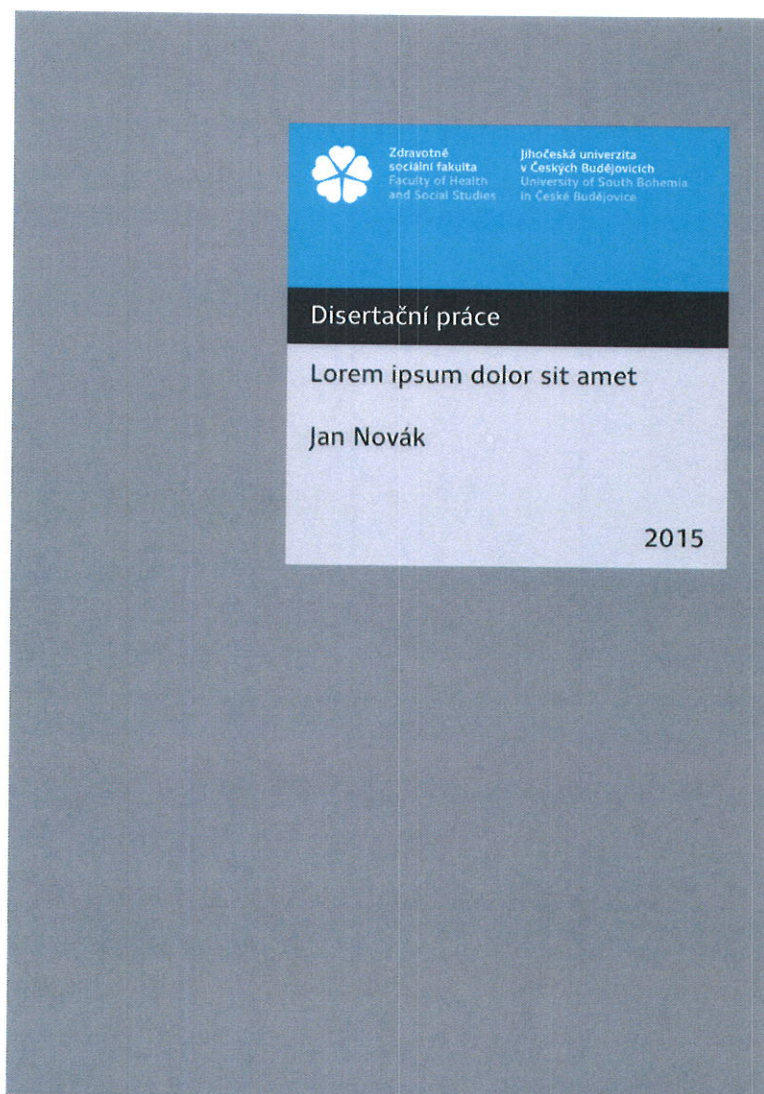 Zdravotně
sociální fakulta
Faculty of Health
and Social Studies
Jihočeská univerzita
v Českých Budějovicích
University of South Bohemia
in České Budějovice
Disertační práce
Lorem ipsum dolor sit amet
Jan Novák
2015